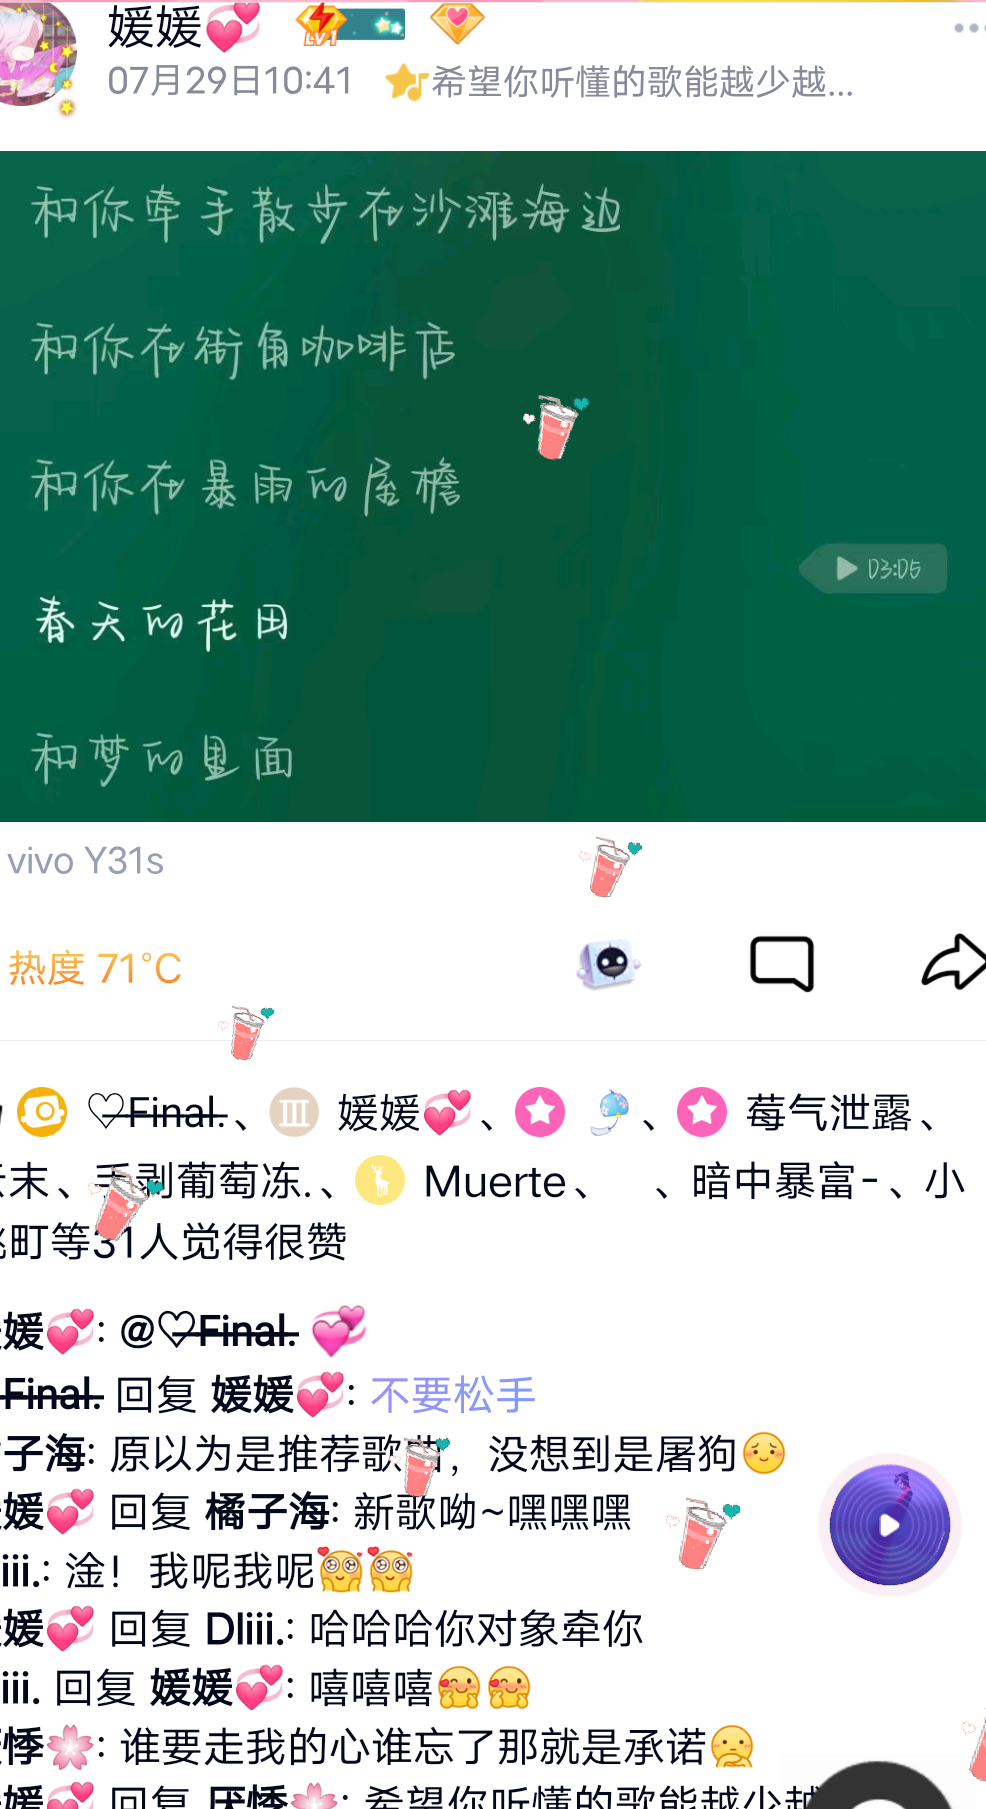 媛媛💞 LV1
07月29日10:41 希望你听懂的歌能越少越...
和你牵手散步在沙滩海边
和你在街角咖啡店
和你在暴雨的屋檐
03:05
春天的花田
和梦的里面
vivo Y31s
热度 71°C
♡Final.、 媛媛💞、 、 莓气泄露、
末、手剥葡萄冻.、 Muerte、 、暗中暴富-、小
町等31人觉得很赞
媛💞: @♡Final. 💞
Final. 回复 媛媛💞: 不要松手
子海: 原以为是推荐歌曲，没想到是屠狗
媛💞 回复 橘子海: 新歌呦~嘿嘿嘿
iii.: 淦！我呢我呢
媛💞 回复 Dliii.: 哈哈哈你对象牵你
iii. 回复 媛媛💞: 嘻嘻嘻
悸🌸: 谁要走我的心谁忘了那就是承诺
媛💞 回复 厌悸🌸: 希望你听懂的歌能越少越